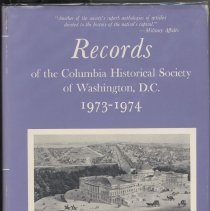 "Another of the society's superb anthologies of articles
devoted to the history of the nation's capital."
—Military Affairs
Records
of the Columbia Historical Society
of Washington, D.C.
1973-1974